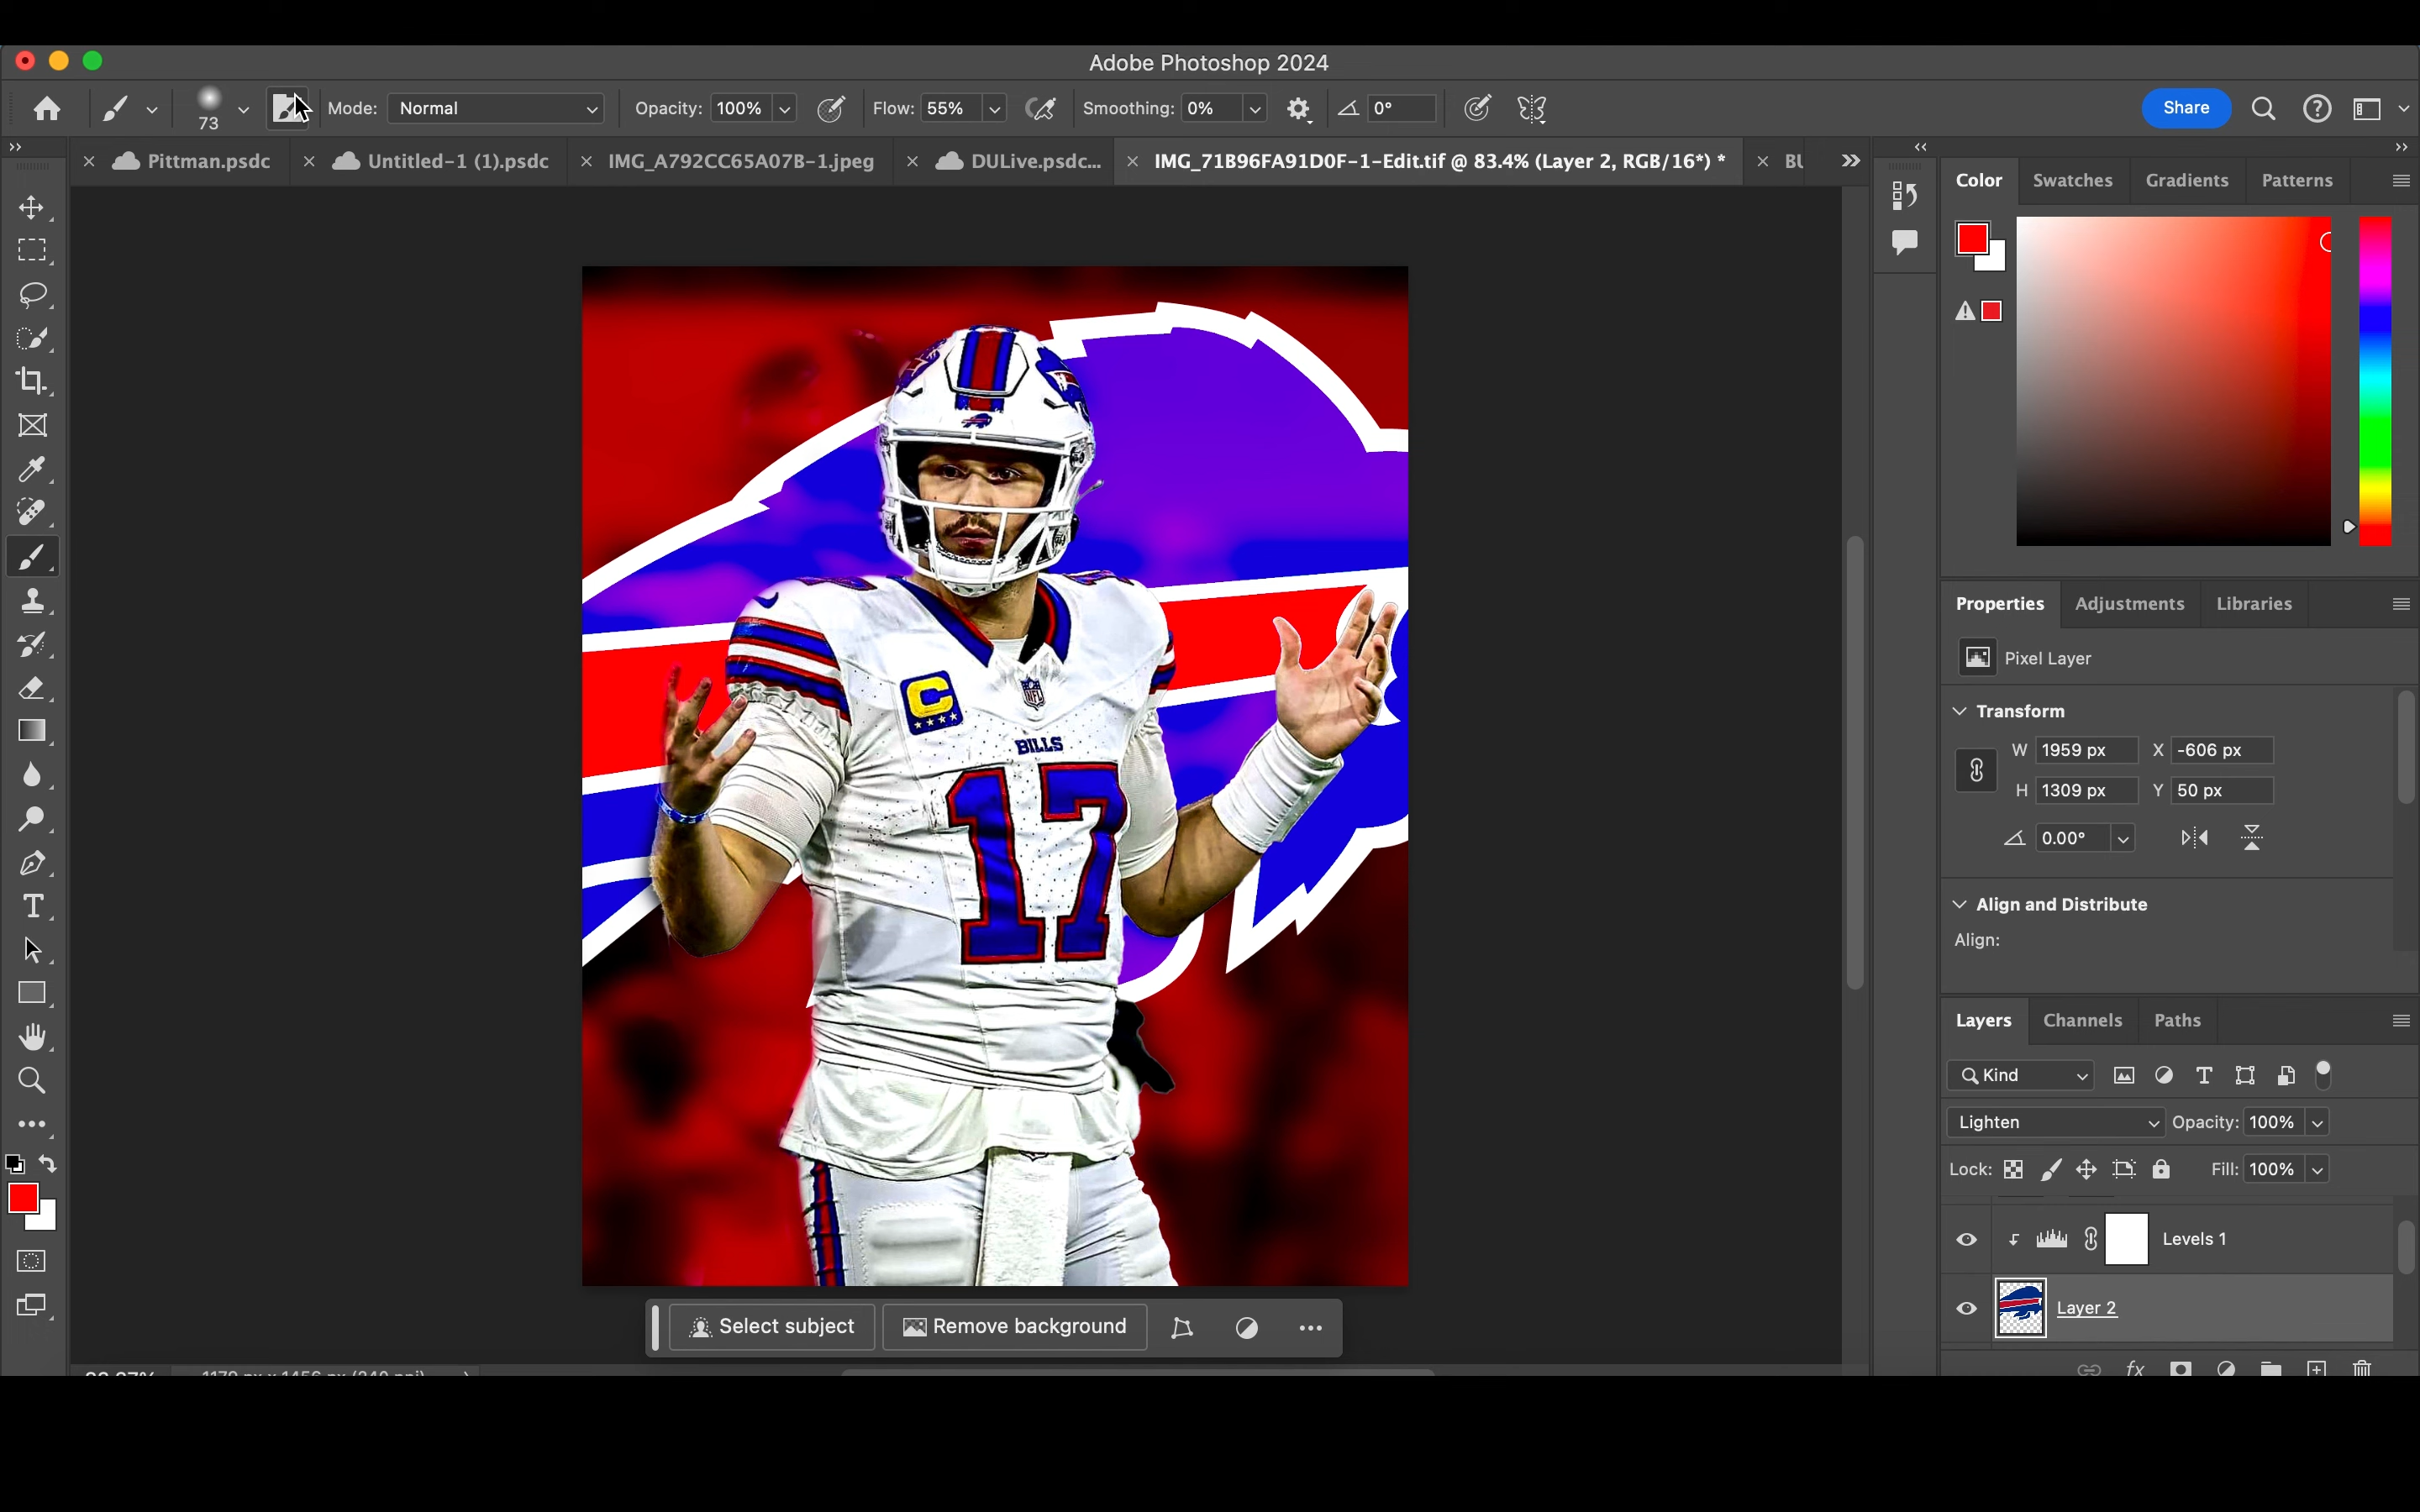 Adobe Photoshop 2024
73
Mode: Normal
Opacity: 100%
Flow: 55%
Smoothing: 0%
0°
Share
Pittman.psdc
Untitled-1 (1).psdc
IMG_A792CC65A07B-1.jpeg
DULive.psdc...
IMG_71B96FA91D0F-1-Edit.tif @ 83.4% (Layer 2, RGB/16*) *
Color
Swatches
Gradients
Patterns
C
NFL
BILLS
17
Properties
Adjustments
Libraries
Pixel Layer
Transform
W 1959 px X -606 px
H 1309 px Y 50 px
0.00°
Align and Distribute
Align:
Layers
Channels
Paths
Kind
Lighten
Opacity: 100%
Lock:
Fill: 100%
Levels 1
Layer 2
fx
Select subject
Remove background